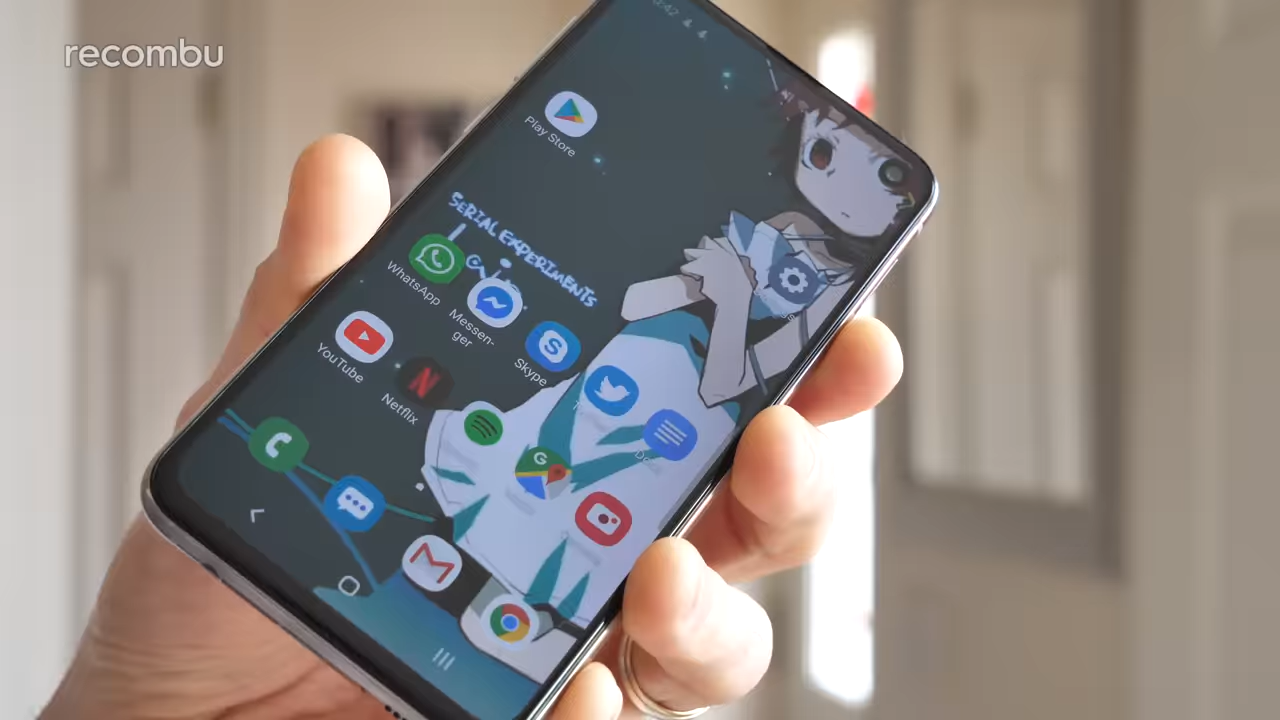 recombu
Play Store
SERIAL EXPERIMENTS
WhatsApp
Messen-
ger
Skype
YouTube
Netflix
G